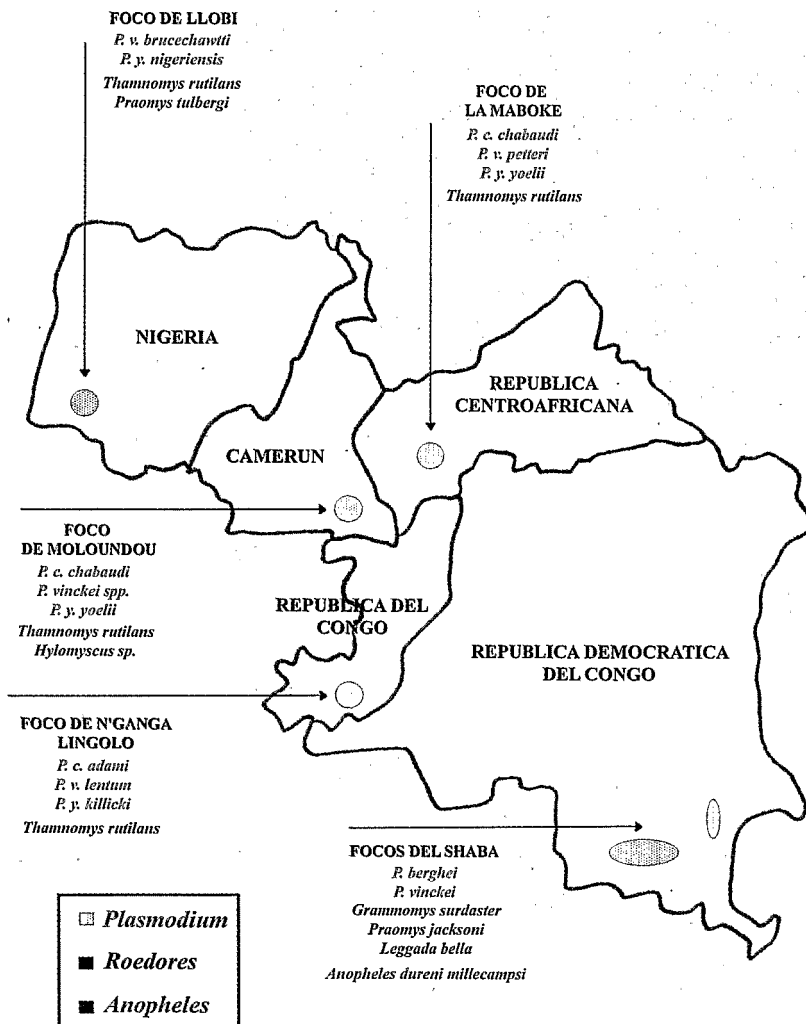 FOCO DE LLOBI
P. v. brucechawtti
P. y. nigeriensis
Thamnomys rutilans
Praomys tulbergi
FOCO DE
LA MABOKE
P. c. chabaudi
P. v. petteri
P. y. yoelii
Thamnomys rutilans
NIGERIA
REPUBLICA
CENTROAFRICANA
CAMERUN
FOCO
DE MOLOUNDOU
P. c. chabaudi
P. vinckei spp.
P. y. yoelii
Thamnomys rutilans
Hylomyscus sp.
REPUBLICA DEL
CONGO
REPUBLICA DEMOCRATICA
DEL CONGO
FOCO DE N'GANGA
LINGOLO
P. c. adami
P. v. lentum
P. y. killicki
Thamnomys rutilans
FOCOS DEL SHABA
P. berghei
P. vinckei
Grammomys surdaster
Praomys jacksoni
Leggada bella
Anopheles dureni millecampsi
Plasmodium
Roedores
Anopheles